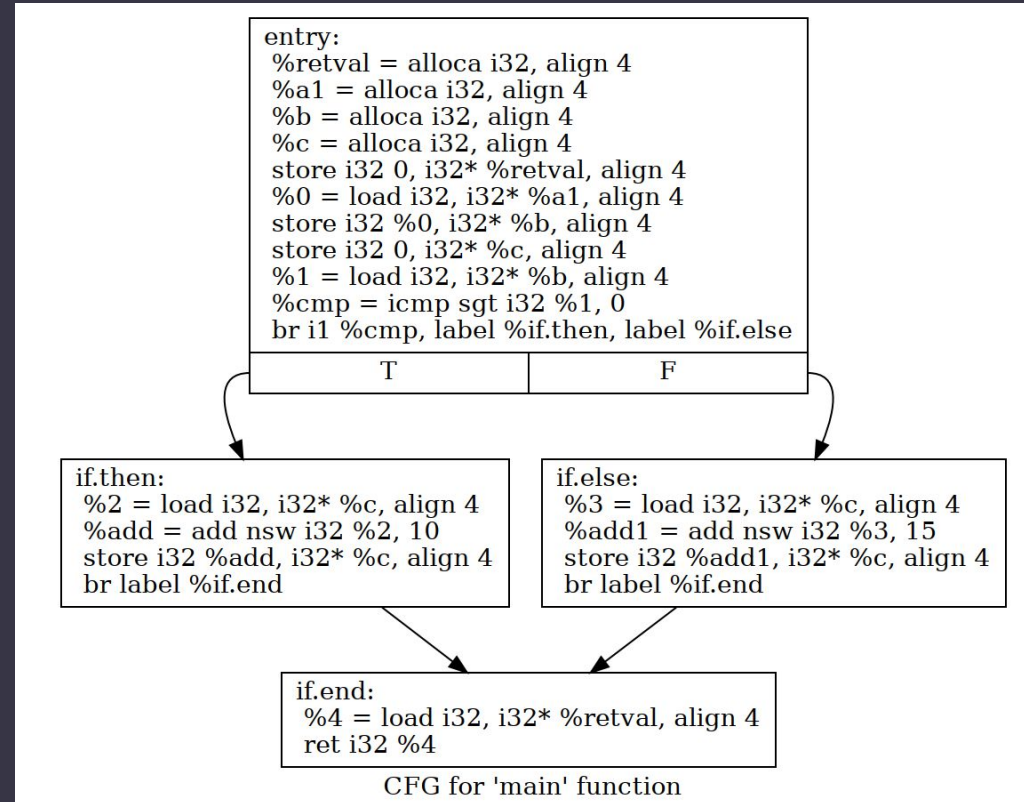 entry:
%retval = alloca i32, align 4
%a1 = alloca i32, align 4
%b = alloca i32, align 4
%c = alloca i32, align 4
store i32 0, i32* %retval, align 4
%0 = load i32, i32* %a1, align 4
store i32 %0, i32* %b, align 4
store i32 0, i32* %c, align 4
%1 = load i32, i32* %b, align 4
%cmp = icmp sgt i32 %1, 0
br i1 %cmp, label %if.then, label %if.else
T
F
if.then:
%2 = load i32, i32* %c, align 4
%add = add nsw i32 %2, 10
store i32 %add, i32* %c, align 4
br label %if.end
if.else:
%3 = load i32, i32* %c, align 4
%add1 = add nsw i32 %3, 15
store i32 %add1, i32* %c, align 4
br label %if.end
if.end:
%4 = load i32, i32* %retval, align 4
ret i32 %4
CFG for 'main' function